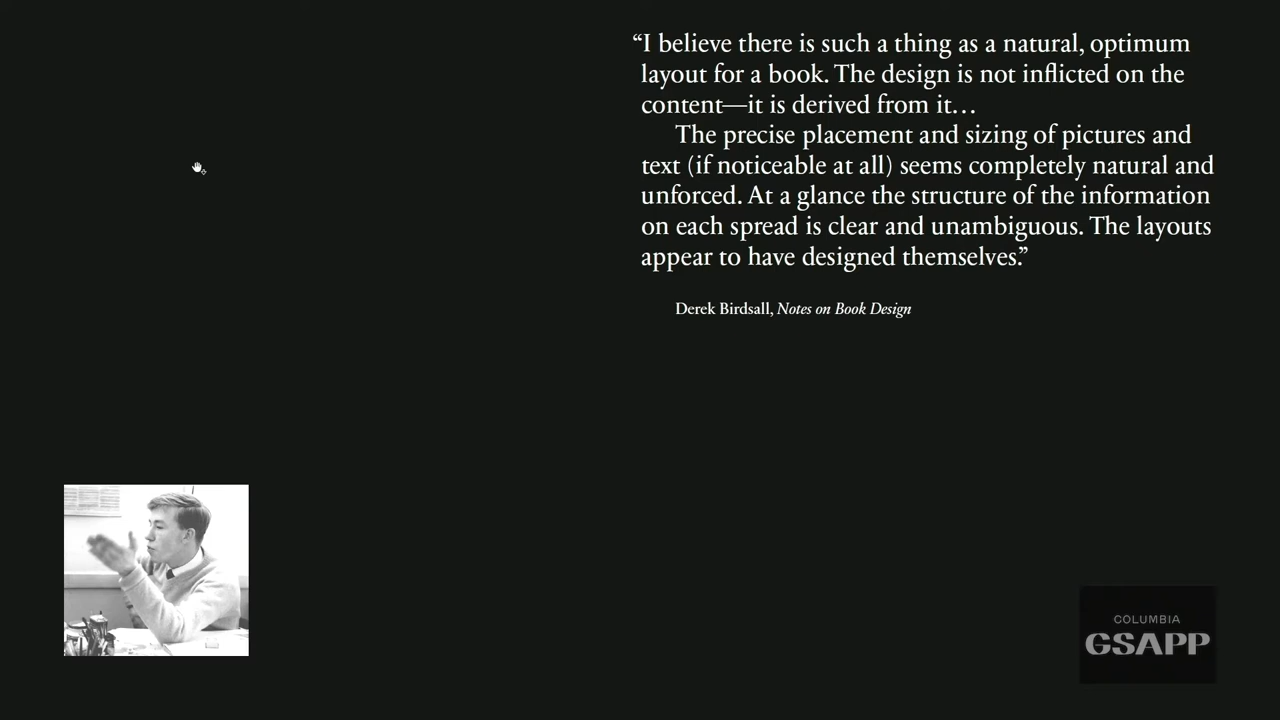 “I believe there is such a thing as a natural, optimum
layout for a book. The design is not inflicted on the
content—it is derived from it…
The precise placement and sizing of pictures and
text (if noticeable at all) seems completely natural and
unforced. At a glance the structure of the information
on each spread is clear and unambiguous. The layouts
appear to have designed themselves.”
Derek Birdsall, Notes on Book Design
COLUMBIA
GSAPP